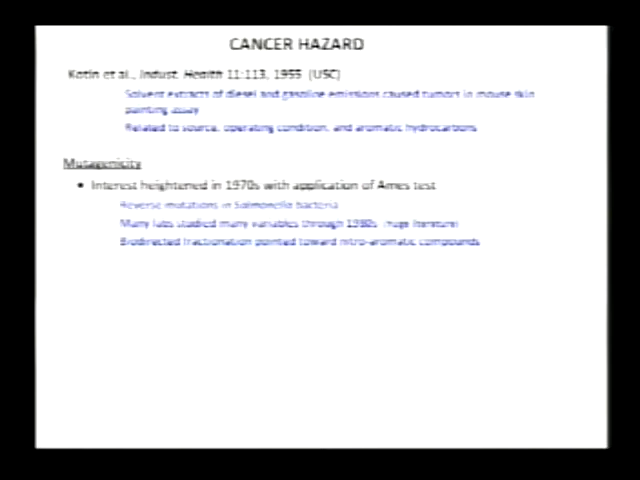 CANCER HAZARD
Kotin et al., Indust. Health 11:113, 1955 (USC)
Solvent extracts of diesel and gasoline emissions caused tumors in mouse skin
painting assay
Related to source, operating condition, and aromatic hydrocarbons
Mutagenicity
• Interest heightened in 1970s with application of Ames test
Reverse mutations in Salmonella bacteria
Many labs studied many variables through 1980s (huge literature)
Biodirected fractionation pointed toward nitro-aromatic compounds